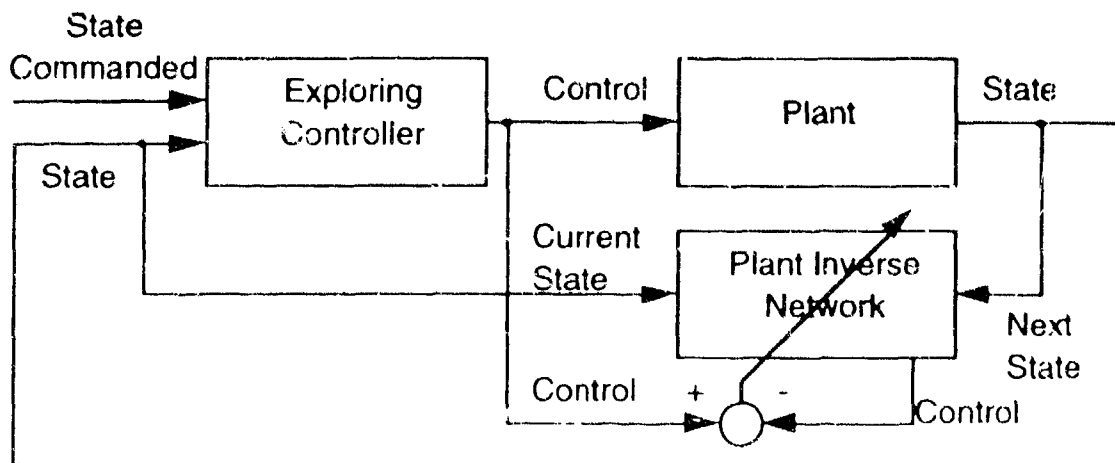 State
Commanded
Exploring
Controller
Control
Plant
State
State
Current
State
Plant Inverse
Network
Next
State
Control
+
-
Control